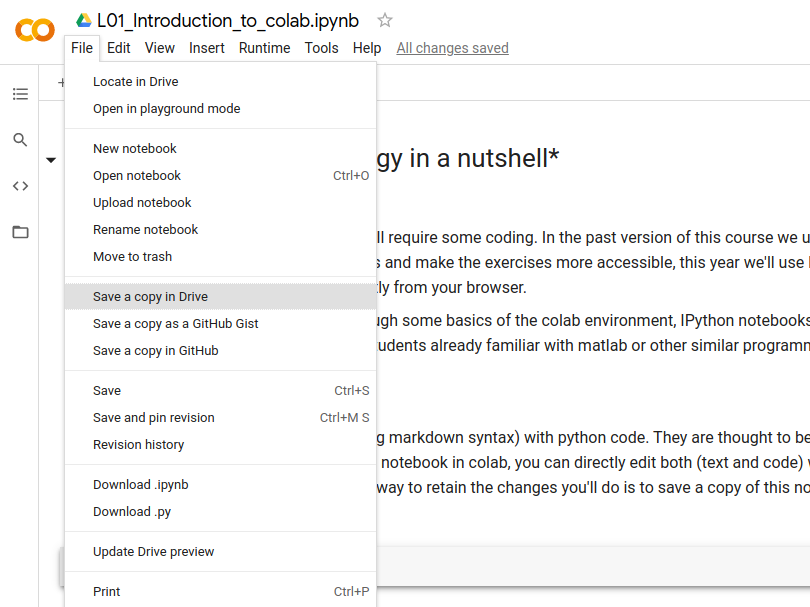 L01_Introduction_to_colab.ipynb
File Edit View Insert Runtime Tools Help All changes saved
Locate in Drive
Open in playground mode
New notebook
Open notebook Ctrl+O
Upload notebook
Rename notebook
Move to trash
Save a copy in Drive
Save a copy as a GitHub Gist
Save a copy in GitHub
Save Ctrl+S
Save and pin revision Ctrl+M S
Revision history
Download .ipynb
Download .py
Update Drive preview
Print Ctrl+P
gy in a nutshell*
ll require some coding. In the past version of this course we u
s and make the exercises more accessible, this year we'll use
tly from your browser.
ugh some basics of the colab environment, IPython notebooks
tudents already familiar with matlab or other similar programm
g markdown syntax) with python code. They are thought to be
notebook in colab, you can directly edit both (text and code)
way to retain the changes you'll do is to save a copy of this no